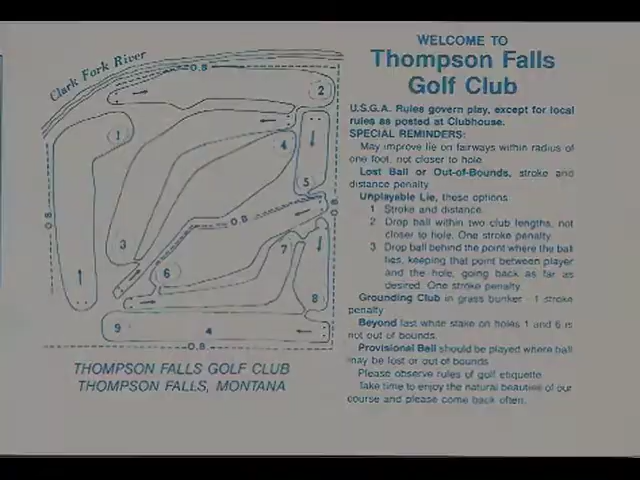 Clark Fork River
O.B.
2
1
4
5
O.B.
O.B.
O.B.
3
7
6
8
9
4
O.B.
THOMPSON FALLS GOLF CLUB
THOMPSON FALLS, MONTANA
WELCOME TO
Thompson Falls
Golf Club
U.S.G.A. Rules govern play, except for local
rules as posted at Clubhouse.
SPECIAL REMINDERS:
May improve lie on fairways within radius of
one foot, not closer to hole
Lost Ball or Out-of-Bounds, stroke and
distance penalty
Unplayable Lie, these options
1 Stroke and distance
2 Drop ball within two club lengths, not
closer to hole. One stroke penalty
3 Drop ball behind the point where the ball
lies, keeping that point between player
and the hole, going back as far as
desired. One stroke penalty.
Grounding Club in grass bunker - 1 stroke
penalty
Beyond last white stake on holes 1 and 6 is
not out of bounds.
Provisional Ball should be played where ball
may be lost or out of bounds
Please observe rules of golf etiquette
Take time to enjoy the natural beauties of our
course and please come back often.